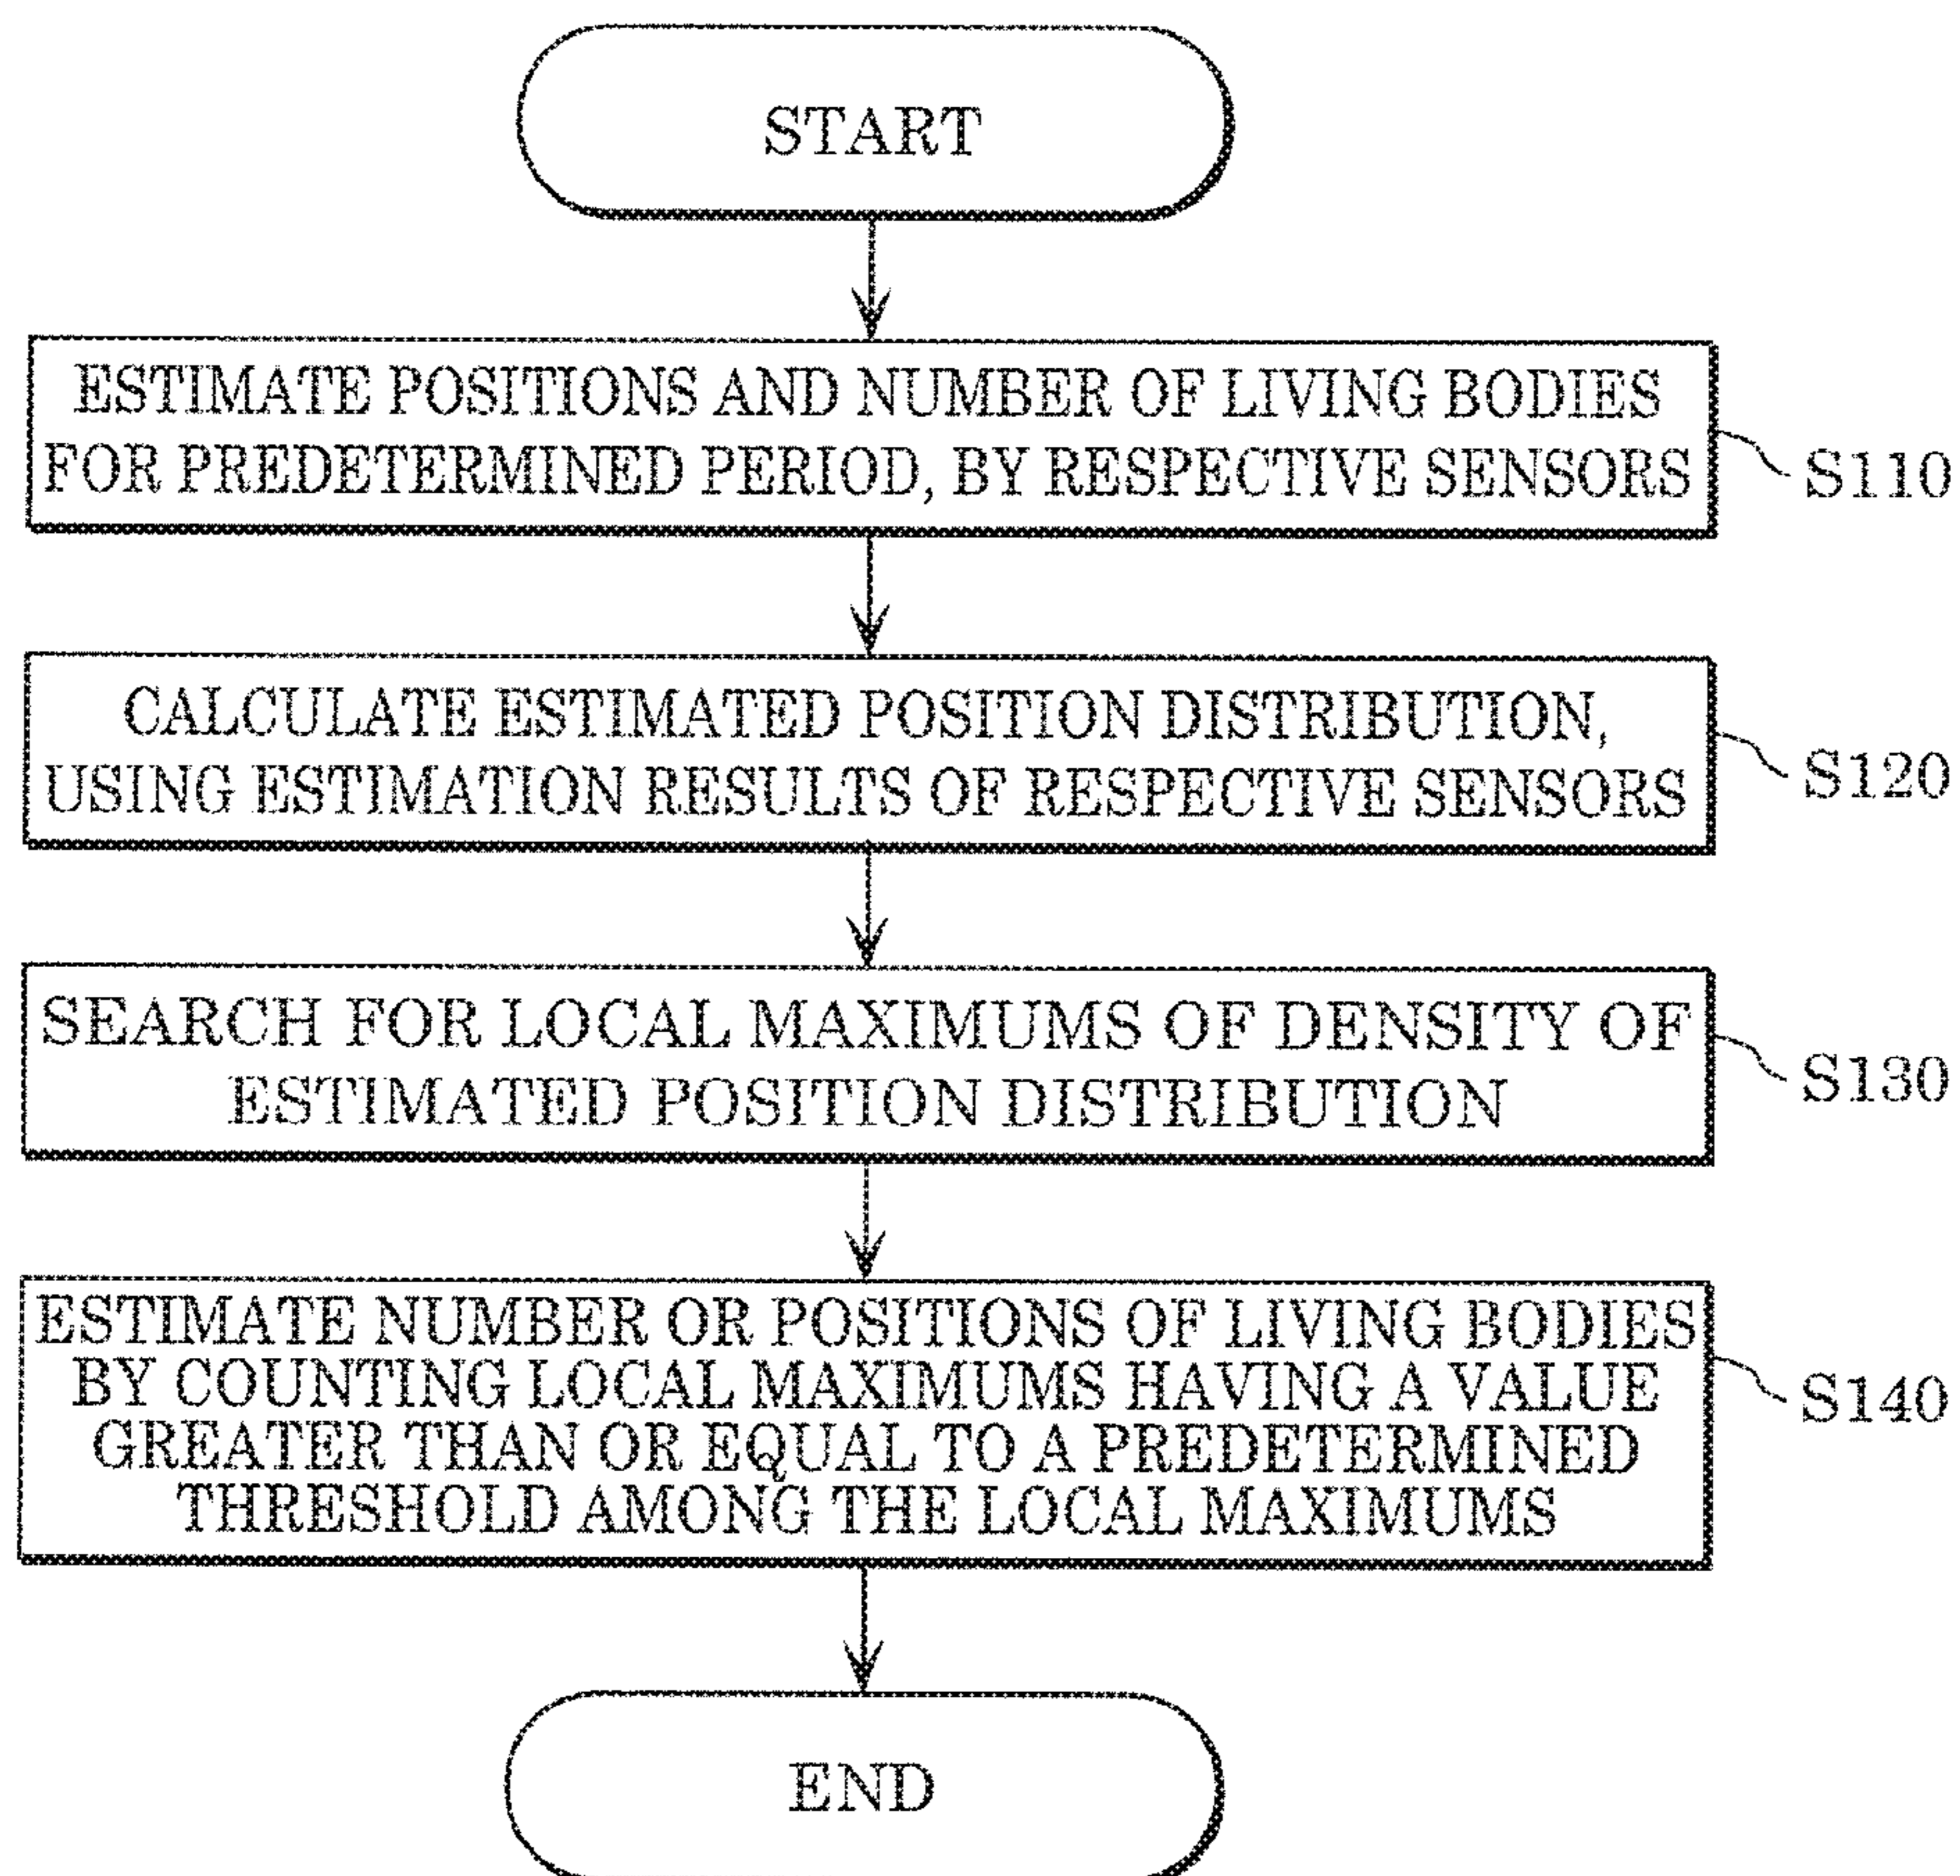 START
ESTIMATE POSITIONS AND NUMBER OF LIVING BODIES
FOR PREDETERMINED PERIOD, BY RESPECTIVE SENSORS
S110
CALCULATE ESTIMATED POSITION DISTRIBUTION,
USING ESTIMATION RESULTS OF RESPECTIVE SENSORS
S120
SEARCH FOR LOCAL MAXIMUMS OF DENSITY OF
ESTIMATED POSITION DISTRIBUTION
S130
ESTIMATE NUMBER OR POSITIONS OF LIVING BODIES
BY COUNTING LOCAL MAXIMUMS HAVING A VALUE
GREATER THAN OR EQUAL TO A PREDETERMINED
THRESHOLD AMONG THE LOCAL MAXIMUMS
S140
END